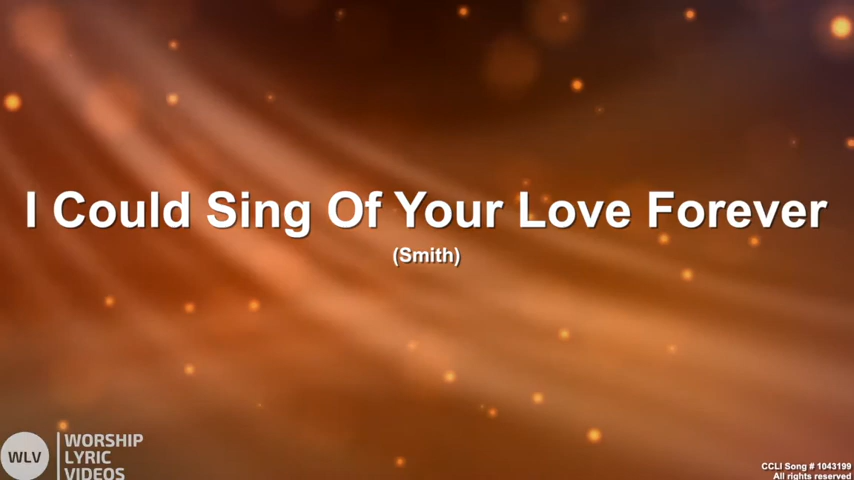 I Could Sing Of Your Love Forever
(Smith)
WLV
WORSHIP
LYRIC
VIDEOS
CCLI Song # 1043199
All rights reserved